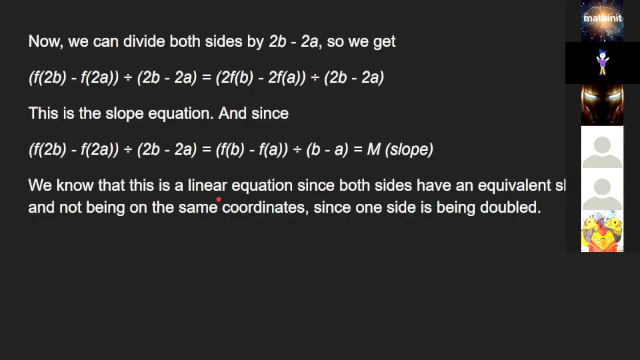 mathinit
Now, we can divide both sides by 2b - 2a, so we get
(f(2b) - f(2a)) ÷ (2b - 2a) = (2f(b) - 2f(a)) ÷ (2b - 2a)
This is the slope equation. And since
(f(2b) - f(2a)) ÷ (2b - 2a) = (f(b) - f(a)) ÷ (b - a) = M (slope)
We know that this is a linear equation since both sides have an equivalent sl
and not being on the same coordinates, since one side is being doubled.